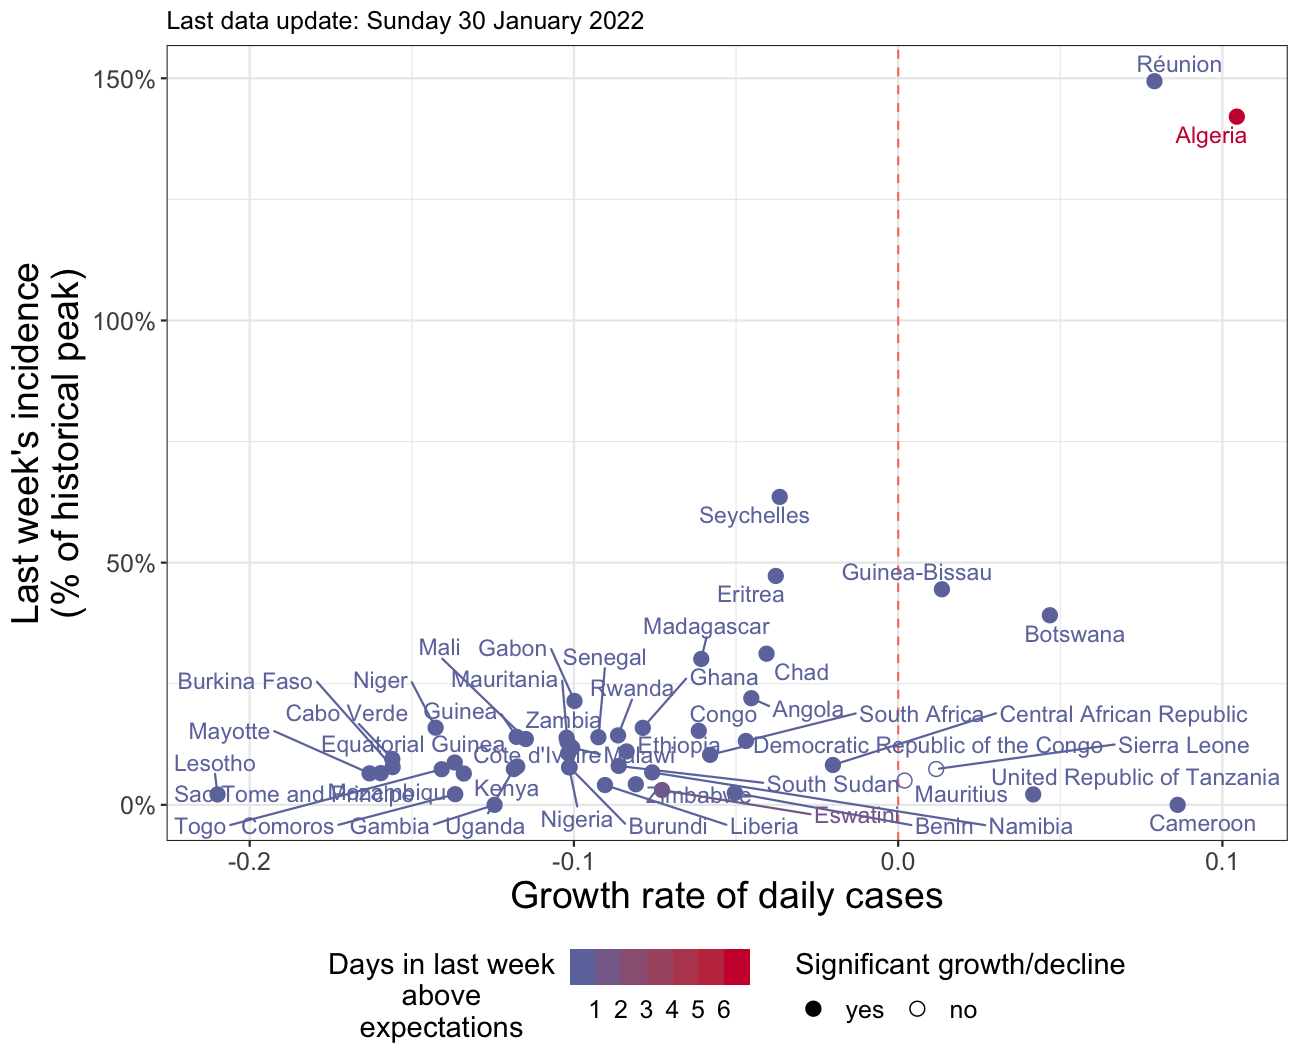 Last data update: Sunday 30 January 2022
Last week's incidence
(% of historical peak)
150%
100%
50%
0%
Réunion
Algeria
Seychelles
Guinea-Bissau
Eritrea
Madagascar
Botswana
Mali
Gabon
Senegal
Chad
Burkina Faso
Niger
Mauritania
Rwanda
Ghana
Cabo Verde
Guinea
Zambia
Congo
Angola
South Africa
Central African Republic
Mayotte
Equatorial Guinea
Côte d'Ivoire
Malawi
Ethiopia
Democratic Republic of the Congo
Sierra Leone
Lesotho
Kenya
South Sudan
United Republic of Tanzania
Sao Tome and Principe
Mozambique
Zimbabwe
Mauritius
Togo
Comoros
Gambia
Uganda
Nigeria
Burundi
Liberia
Eswatini
Benin
Namibia
Cameroon
-0.2
-0.1
0.0
0.1
Growth rate of daily cases
Days in last week
above
expectations
1 2 3 4 5 6
Significant growth/decline
yes
no